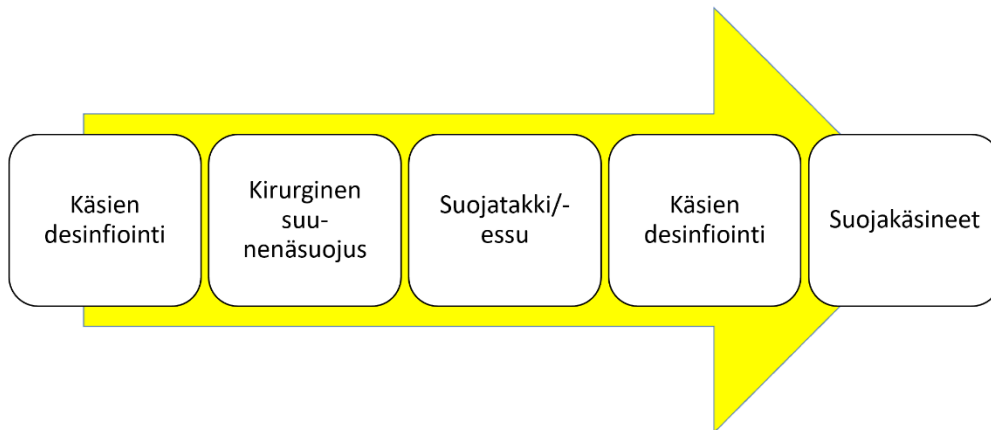 Käsien
desinfiointi
Kirurginen
suu-
nenäsuojus
Suojatakki/-
essu
Käsien
desinfiointi
Suojakäsineet